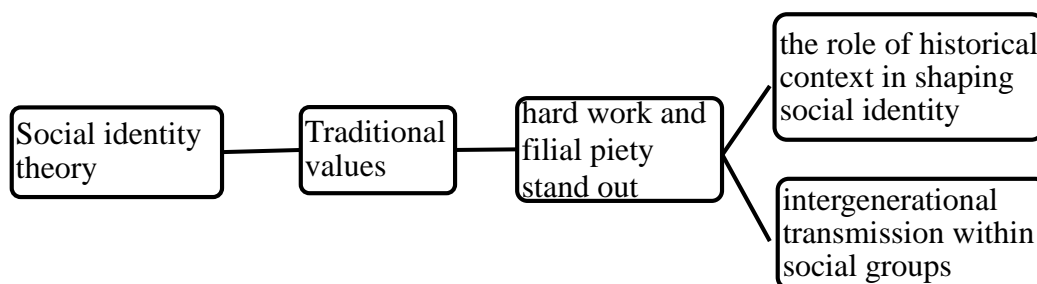 Social identity
theory
Traditional
values
hard work and
filial piety
stand out
the role of historical
context in shaping
social identity
intergenerational
transmission within
social groups